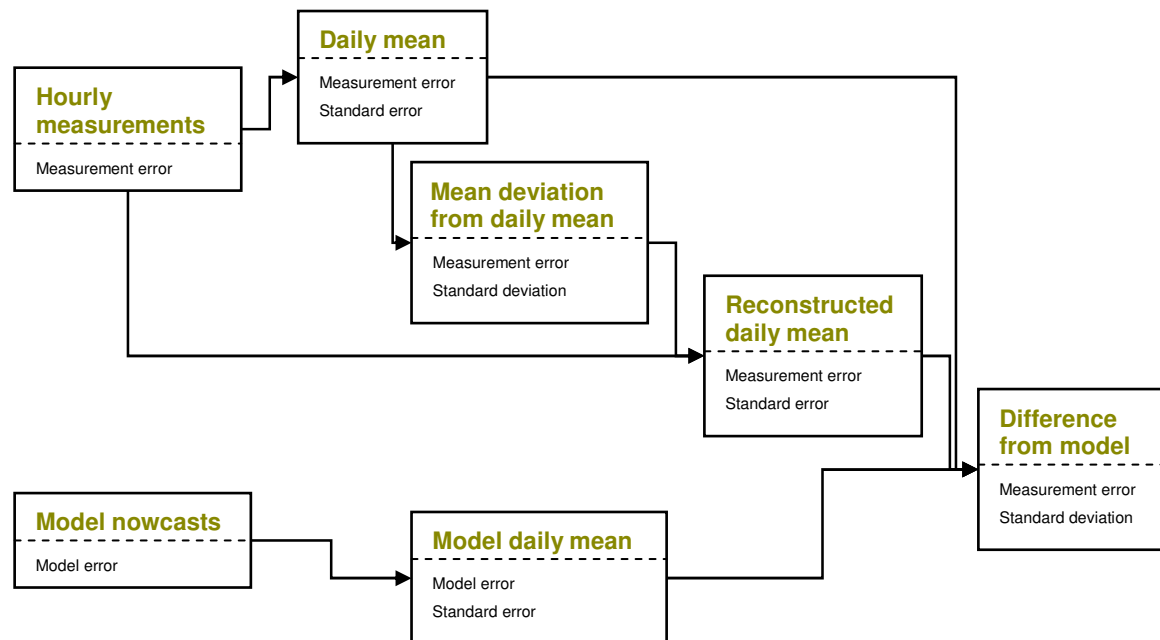 Daily mean
Measurement error
Standard error
Hourly
measurements
Measurement error
Mean deviation
from daily mean
Measurement error
Standard deviation
Reconstructed
daily mean
Measurement error
Standard error
Difference
from model
Measurement error
Standard deviation
Model nowcasts
Model error
Model daily mean
Model error
Standard error